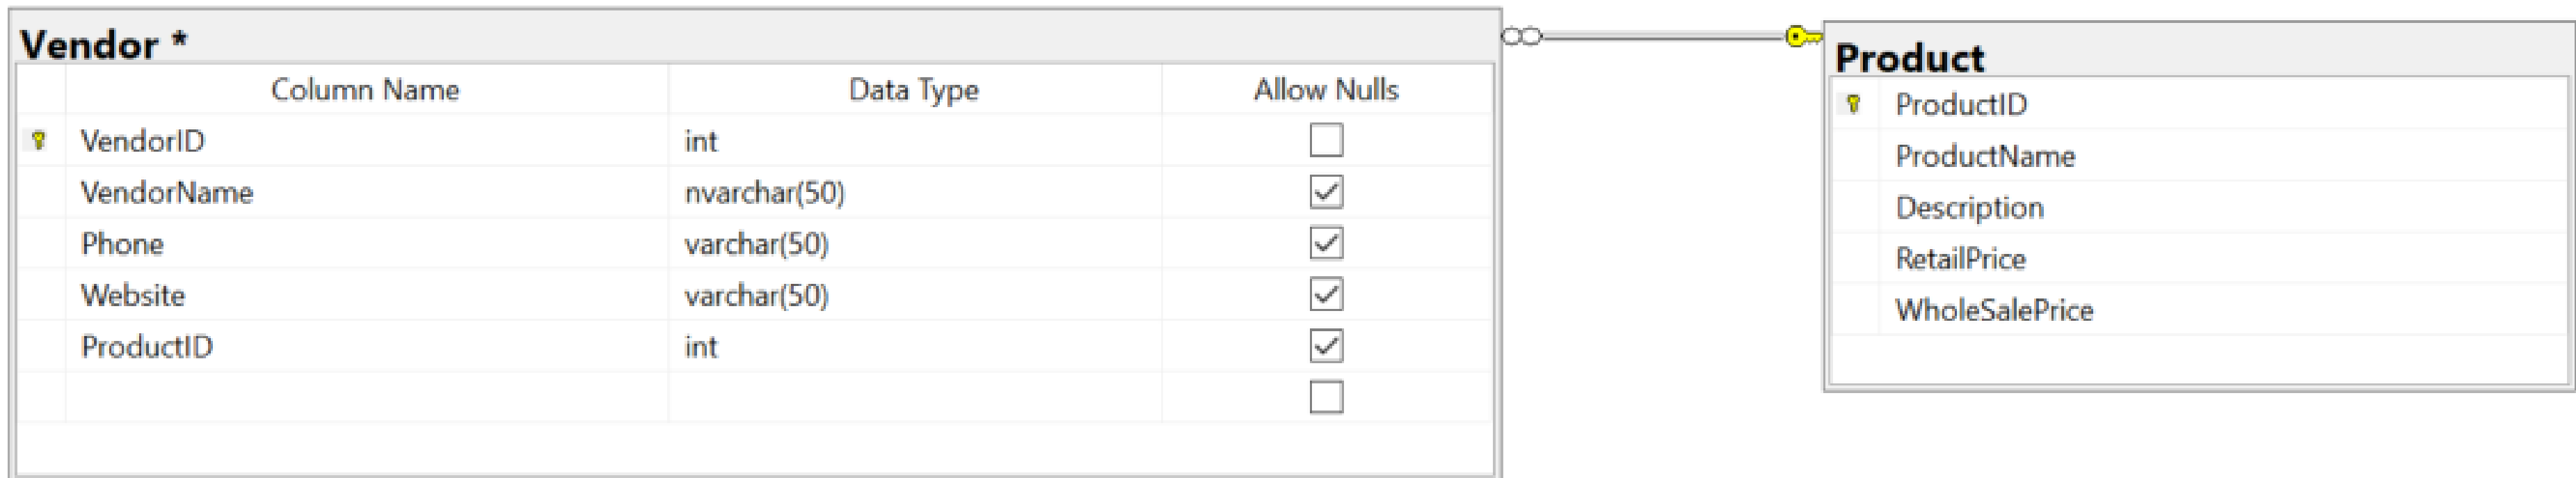 Vendor *
Column Name Data Type Allow Nulls
VendorID int
VendorName nvarchar(50)
Phone varchar(50)
Website varchar(50)
ProductID int
Product
ProductID
ProductName
Description
RetailPrice
WholeSalePrice